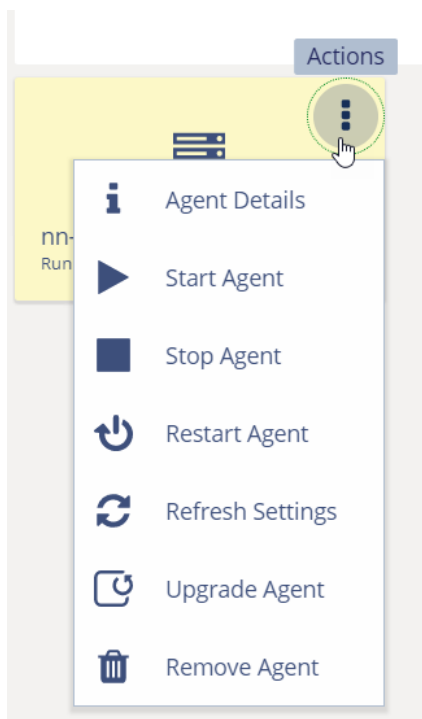 Actions
Agent Details
nn-
Run
Start Agent
Stop Agent
Restart Agent
Refresh Settings
Upgrade Agent
Remove Agent